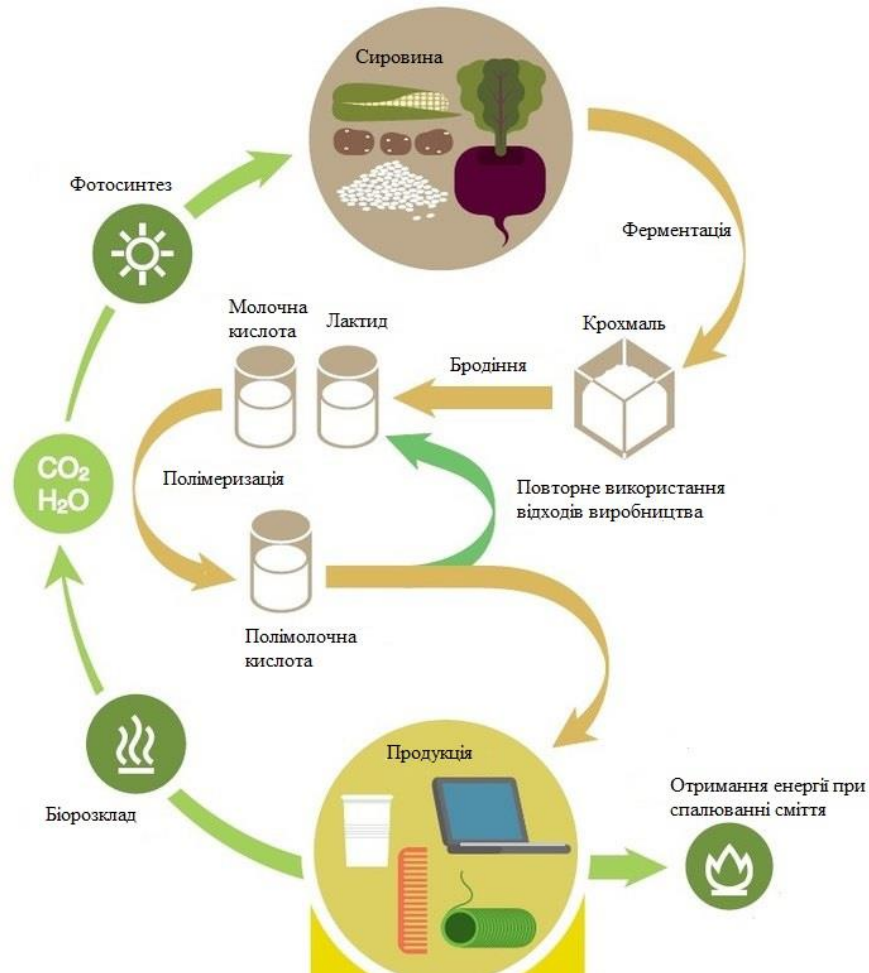 Сировина
Фотосинтез
Ферментація
Молочна
кислота
Лактид
Крохмаль
Бродіння
CO₂
H₂O
Полімеризація
Повторне використання
відходів виробництва
Полімолочна
кислота
Продукція
Біорозклад
Отримання енергії при
спалюванні сміття